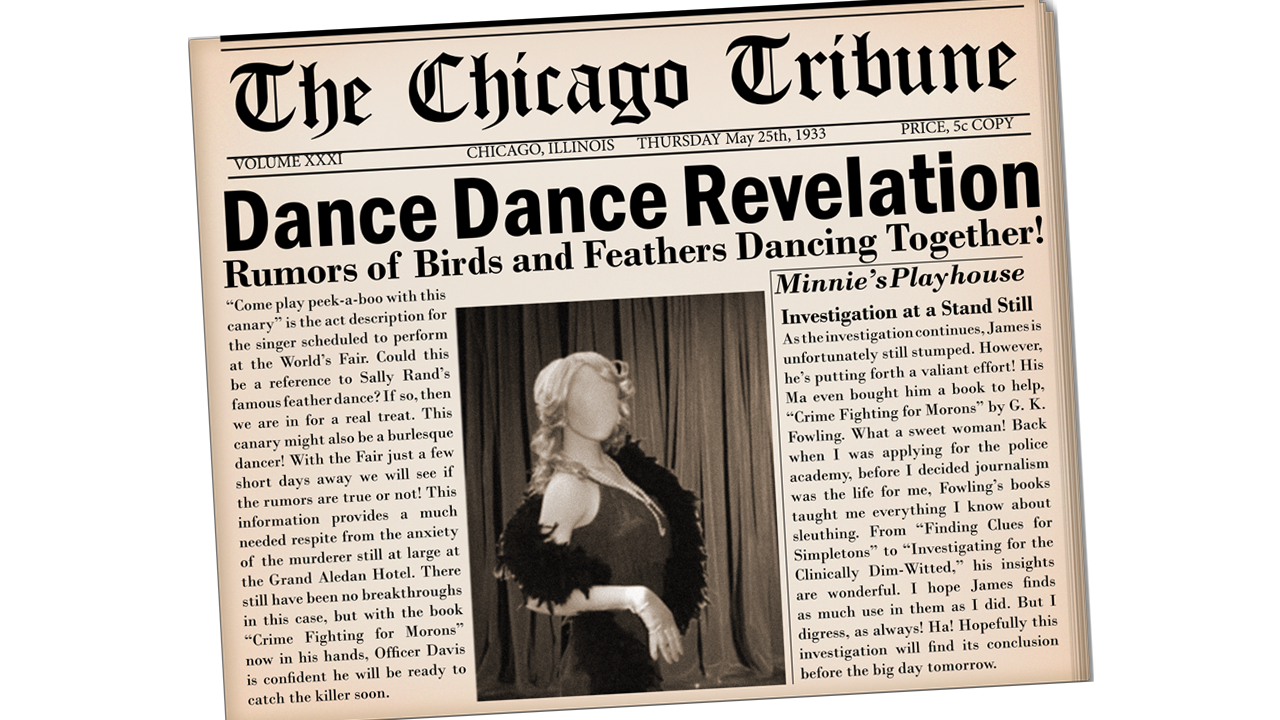 The Chicago Tribune
VOLUME XXXI
CHICAGO, ILLINOIS THURSDAY May 25th, 1933
PRICE, 5c COPY
Dance Dance Revelation
Rumors of Birds and Feathers Dancing Together!
“Come play peek-a-boo with this
canary” is the act description for
the singer scheduled to perform
at the World’s Fair. Could this
be a reference to Sally Rand’s
famous feather dance? If so, then
we are in for a real treat. This
canary might also be a burlesque
dancer! With the Fair just a few
short days away we will see if
the rumors are true or not! This
information provides a much
needed respite from the anxiety
of the murderer still at large at
the Grand Aledan Hotel. There
still have been no breakthroughs
in this case, but with the book
“Crime Fighting for Morons”
now in his hands, Officer Davis
is confident he will be ready to
catch the killer soon.
Minnie’s Playhouse
Investigation at a Stand Still
As the investigation continues, James is
unfortunately still stumped. However,
he’s putting forth a valiant effort! His
Ma even bought him a book to help,
“Crime Fighting for Morons” by G. K.
Fowling. What a sweet woman! Back
when I was applying for the police
academy, before I decided journalism
was the life for me, Fowling’s books
taught me everything I know about
sleuthing. From “Finding Clues for
Simpletons” to “Investigating for the
Clinically Dim-Witted,” his insights
are wonderful. I hope James finds
as much use in them as I did. But I
digress, as always! Ha! Hopefully this
investigation will find its conclusion
before the big day tomorrow.